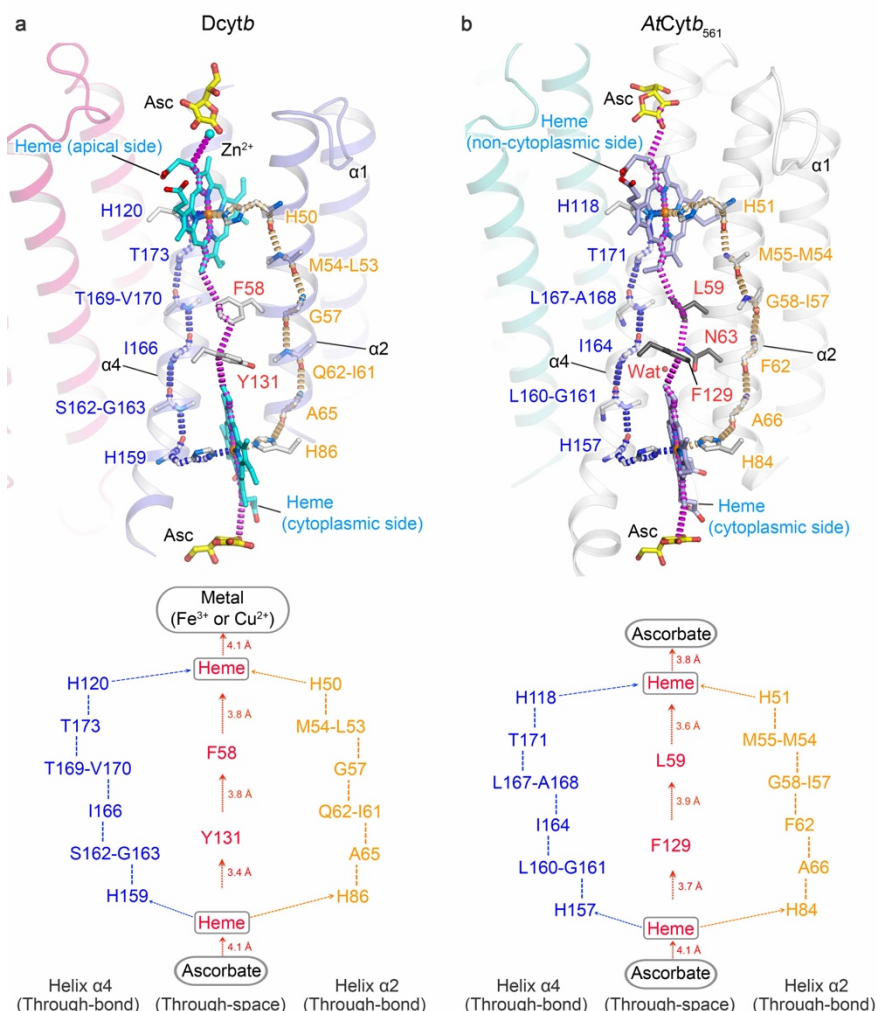 a
Dcytb
Asc
Heme (apical side)
Zn²⁺
α1
H120
H50
T173
M54-L53
F58
T169-V170
G57
I166
α4
α2
Y131
Q62-I61
S162-G163
A65
H159
H86
Heme
(cytoplasmic side)
Asc
b
AtCytb₅₆₁
Asc
Heme
(non-cytoplasmic side)
α1
H118
H51
T171
M55-M54
L59
L167-A168
G58-I57
N63
I164
α4
α2
Wat
F62
F129
L160-G161
A66
H157
H84
Heme
(cytoplasmic side)
Asc
Metal
(Fe³⁺ or Cu²⁺)
4.1 Å
Heme
H120
H50
3.8
T173
M54-L53
F58
T169-V170
G57
3.8
I166
Q62-I61
Y131
S162-G163
A65
3.4 Å
H159
H86
Heme
4.1 Å
Ascorbate
Helix α4
(Through-bond)
(Through-space)
Helix α2
(Through-bond)
Ascorbate
3.8 Å
Heme
H118
H51
3.6
T171
M55-M54
L59
L167-A168
G58-I57
3.9
I164
F62
F129
L160-G161
A66
3.7 Å
H157
H84
Heme
4.1 Å
Ascorbate
Helix α4
(Through-bond)
(Through-space)
Helix α2
(Through-bond)